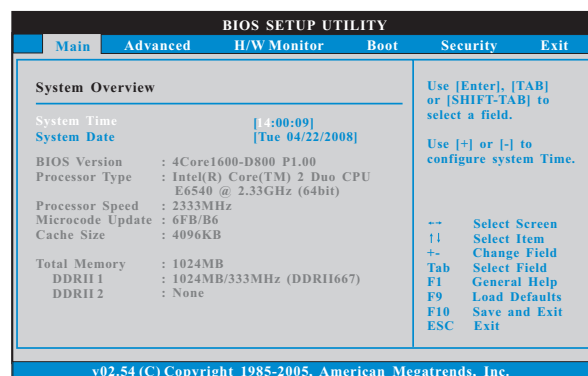 BIOS SETUP UTILITY
Main Advanced H/W Monitor Boot Security Exit
System Overview
System Time [14:00:09]
System Date [Tue 04/22/2008]
BIOS Version : 4Core1600-D800 P1.00
Processor Type : Intel(R) Core(TM) 2 Duo CPU
E6540 @ 2.33GHz (64bit)
Processor Speed : 2333MHz
Microcode Update : 6FB/B6
Cache Size : 4096KB
Total Memory : 1024MB
DDRII 1 : 1024MB/333MHz (DDRII667)
DDRII 2 : None
Use [Enter], [TAB]
or [SHIFT-TAB] to
select a field.
Use [+] or [-] to
configure system Time.
↔ Select Screen
↑↓ Select Item
+- Change Field
Tab Select Field
F1 General Help
F9 Load Defaults
F10 Save and Exit
ESC Exit
v02.54 (C) Copyright 1985-2005, American Megatrends, Inc.